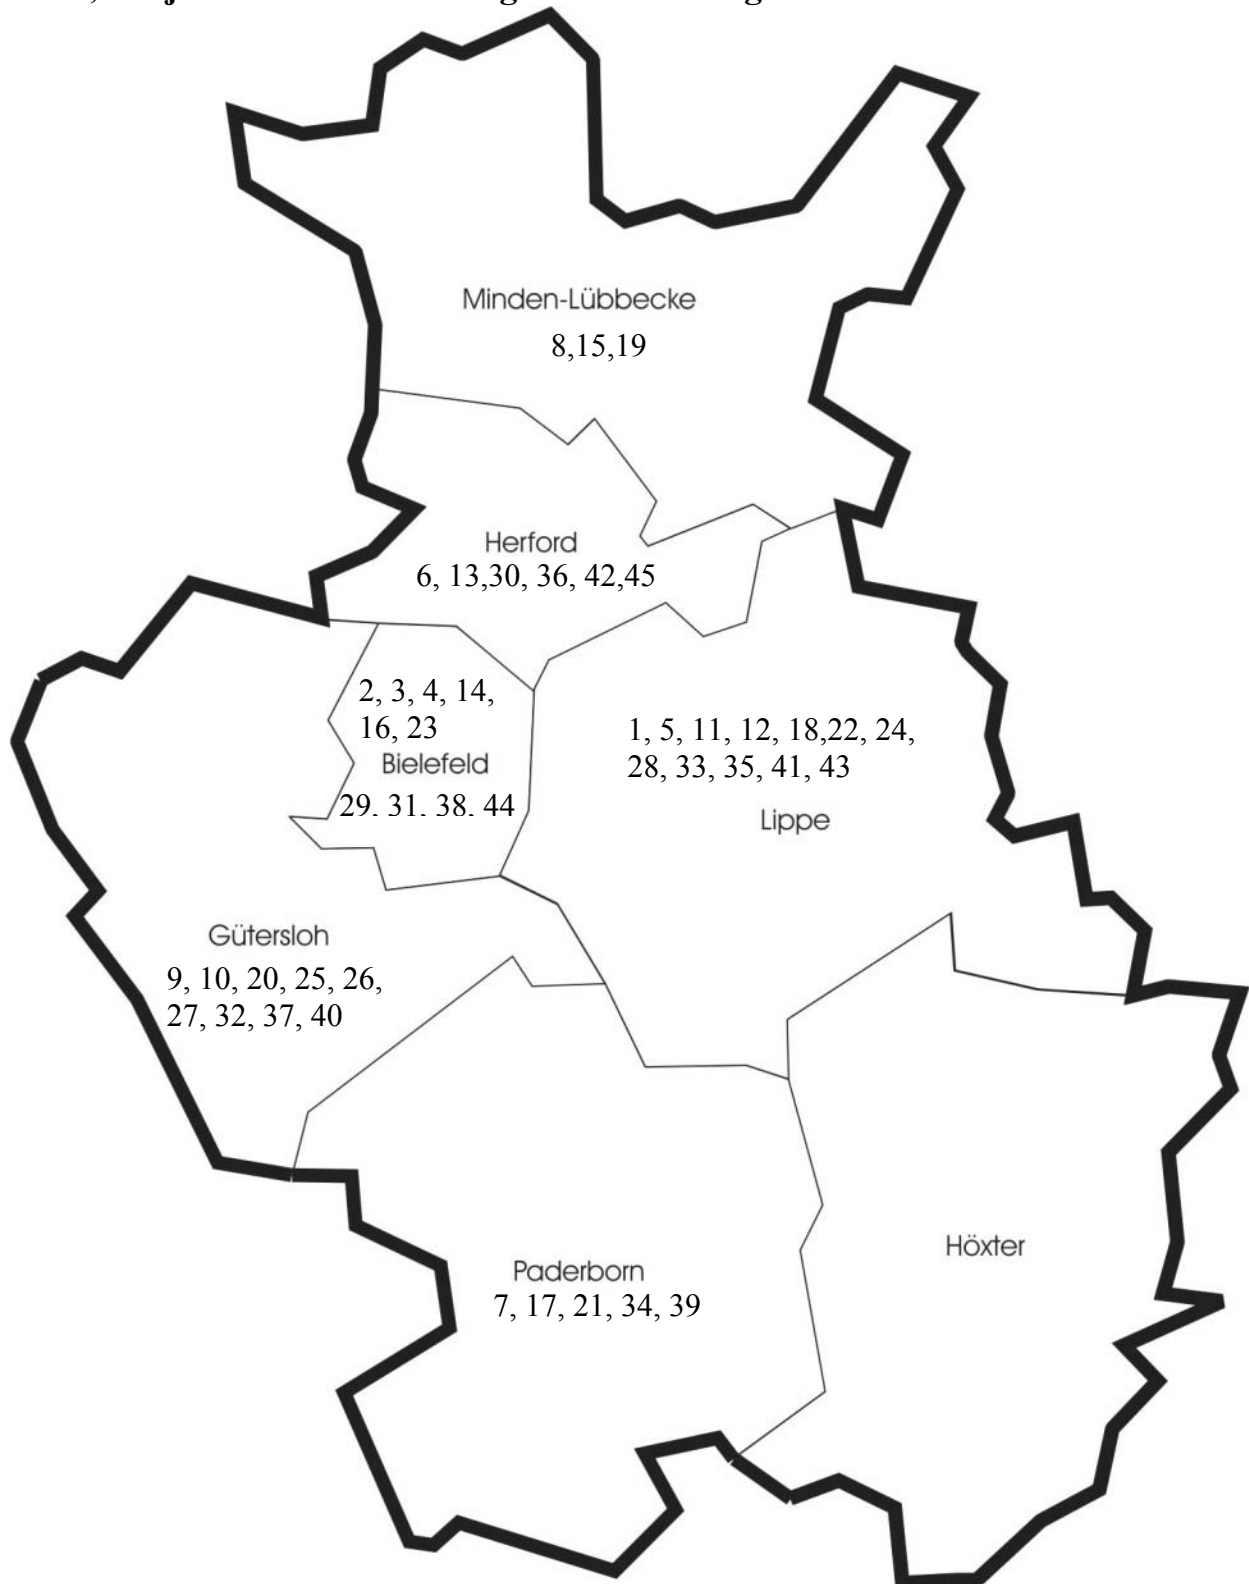 Minden-Lübbecke
8,15,19
Herford
6, 13,30, 36, 42,45
2, 3, 4, 14,
16, 23
Bielefeld
29, 31, 38, 44
1, 5, 11, 12, 18,22, 24,
28, 33, 35, 41, 43
Lippe
Gütersloh
9, 10, 20, 25, 26,
27, 32, 37, 40
Höxter
Paderborn
7, 17, 21, 34, 39